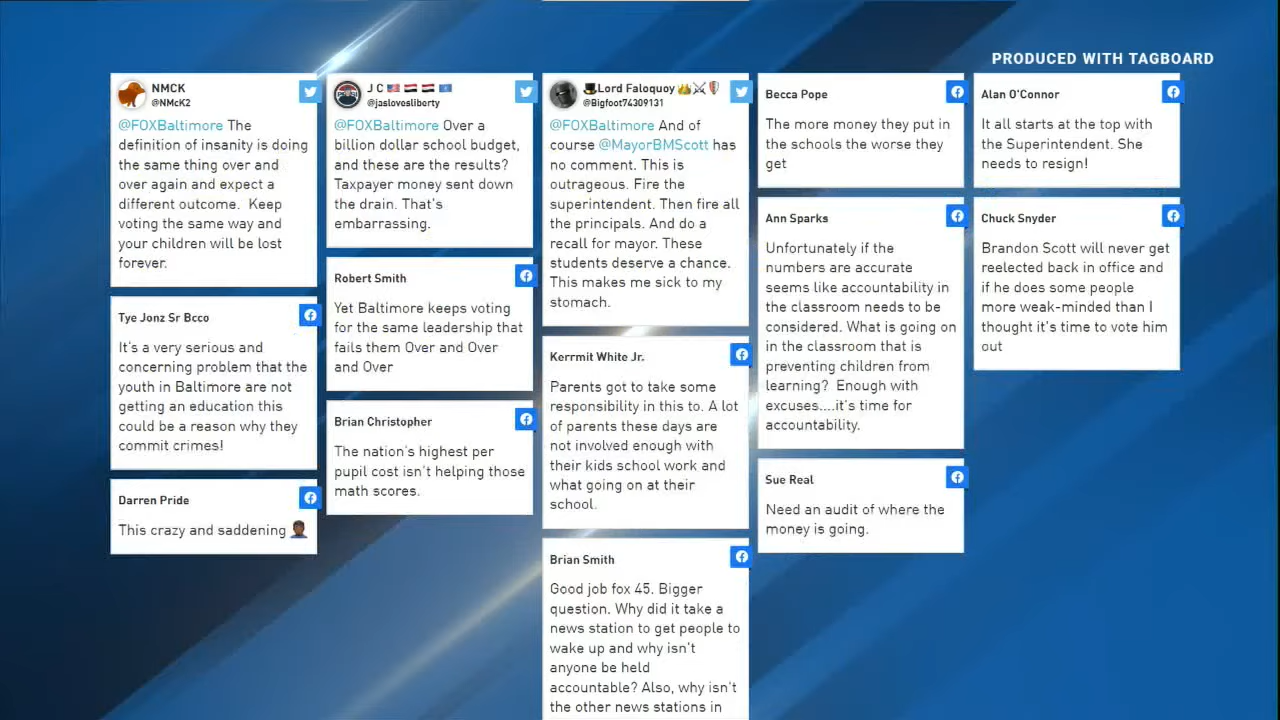 PRODUCED WITH TAGBOARD
NMCK
@NMcK2
@FOXBaltimore The
definition of insanity is doing
the same thing over and
over again and expect a
different outcome. Keep
voting the same way and
your children will be lost
forever.
Tye Jonz Sr Bcco
It's a very serious and
concerning problem that the
youth in Baltimore are not
getting an education this
could be a reason why they
commit crimes!
Darren Pride
This crazy and saddening 🤦🏾‍♂️
J C 🇺🇸 🇾🇪 🇪🇬 🇸🇴
@jaslovesliberty
@FOXBaltimore Over a
billion dollar school budget,
and these are the results?
Taxpayer money sent down
the drain. That's
embarrassing.
Robert Smith
Yet Baltimore keeps voting
for the same leadership that
fails them Over and Over
and Over
Brian Christopher
The nation's highest per
pupil cost isn't helping those
math scores.
🎩Lord Faloquoy 👑⚔️🛡️
@Bigfoot74309131
@FOXBaltimore And of
course @MayorBMScott has
no comment. This is
outrageous. Fire the
superintendent. Then fire all
the principals. And do a
recall for mayor. These
students deserve a chance.
This makes me sick to my
stomach.
Kerrmit White Jr.
Parents got to take some
responsibility in this to. A lot
of parents these days are
not involved enough with
their kids school work and
what going on at their
school.
Brian Smith
Good job fox 45. Bigger
question. Why did it take a
news station to get people to
wake up and why isn't
anyone be held
accountable? Also, why isn't
the other news stations in
Becca Pope
The more money they put in
the schools the worse they
get
Ann Sparks
Unfortunately if the
numbers are accurate
seems like accountability in
the classroom needs to be
considered. What is going on
in the classroom that is
preventing children from
learning? Enough with
excuses....it's time for
accountability.
Sue Real
Need an audit of where the
money is going.
Alan O'Connor
It all starts at the top with
the Superintendent. She
needs to resign!
Chuck Snyder
Brandon Scott will never get
reelected back in office and
if he does some people
more weak-minded than I
thought it's time to vote him
out